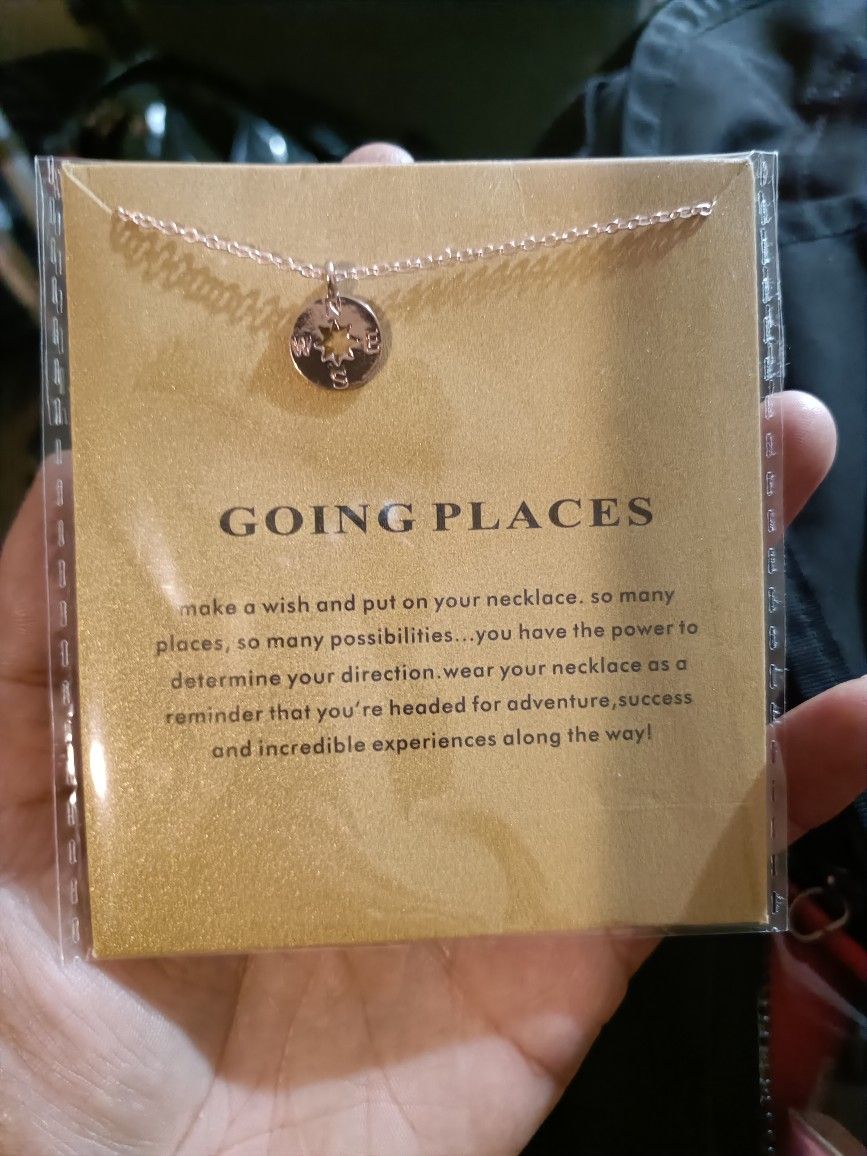 N
W E
S
GOING PLACES
make a wish and put on your necklace. so many
places, so many possibilities...you have the power to
determine your direction.wear your necklace as a
reminder that you're headed for adventure,success
and incredible experiences along the way!